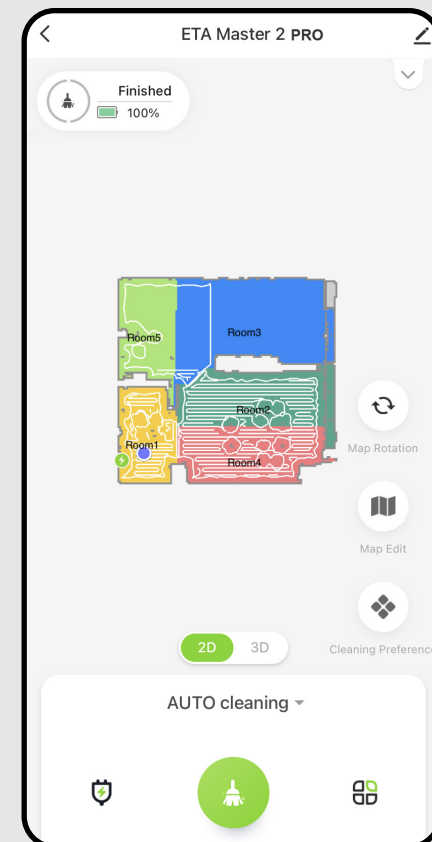 ETA Master 2 PRO
Finished
100%
Room5
Room3
Room2
Room1
Room4
Map Rotation
Map Edit
2D 3D
Cleaning Preference
AUTO cleaning